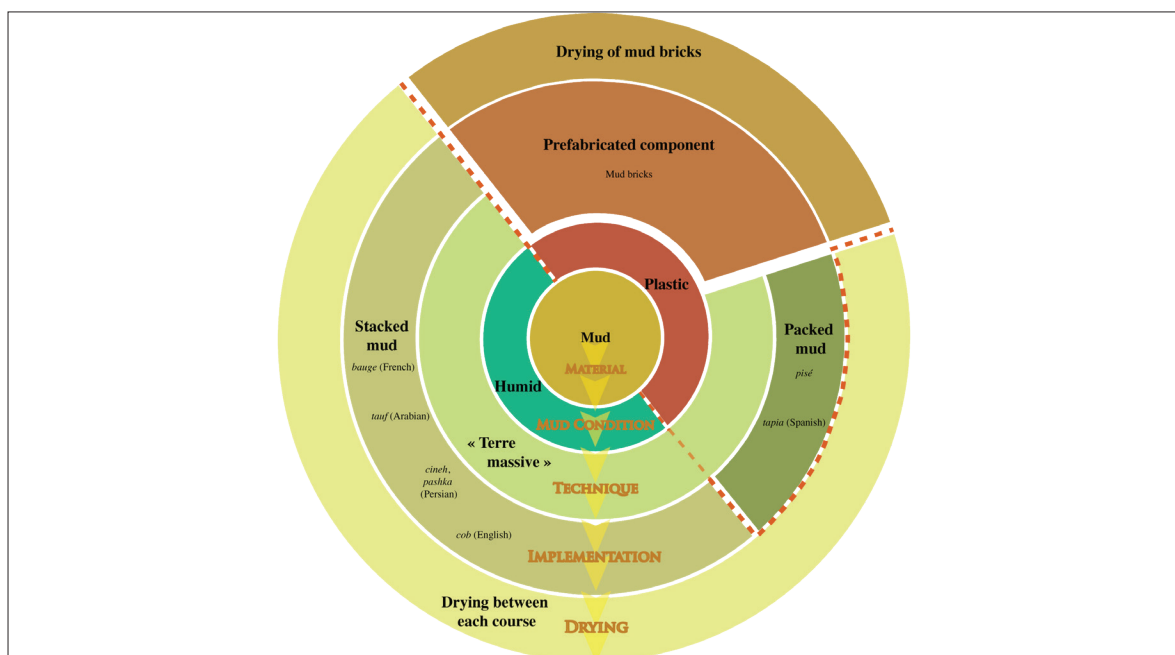 Drying of mud bricks
Prefabricated component
Mud bricks
Plastic
Mud
Material
Humid
Mud Condition
Stacked
mud
bauge (French)
tauf (Arabian)
cineh,
pashka
(Persian)
cob (English)
Packed
mud
pisé
tapia (Spanish)
« Terre
massive »
Technique
Implementation
Drying between
each course
Drying